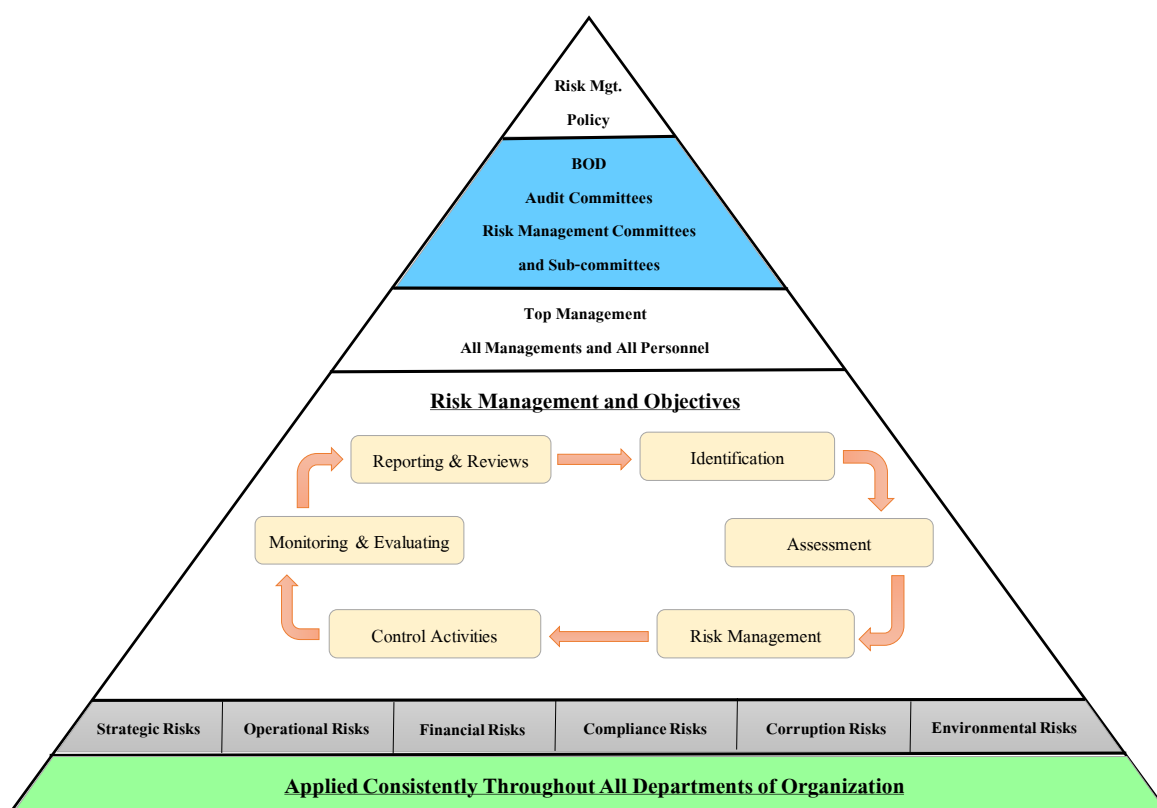 Risk Mgt.
Policy
BOD
Audit Committees
Risk Management Committees
and Sub-committees
Top Management
All Managements and All Personnel
Risk Management and Objectives
Reporting & Reviews
Identification
Monitoring & Evaluating
Assessment
Control Activities
Risk Management
Strategic Risks
Operational Risks
Financial Risks
Compliance Risks
Corruption Risks
Environmental Risks
Applied Consistently Throughout All Departments of Organization